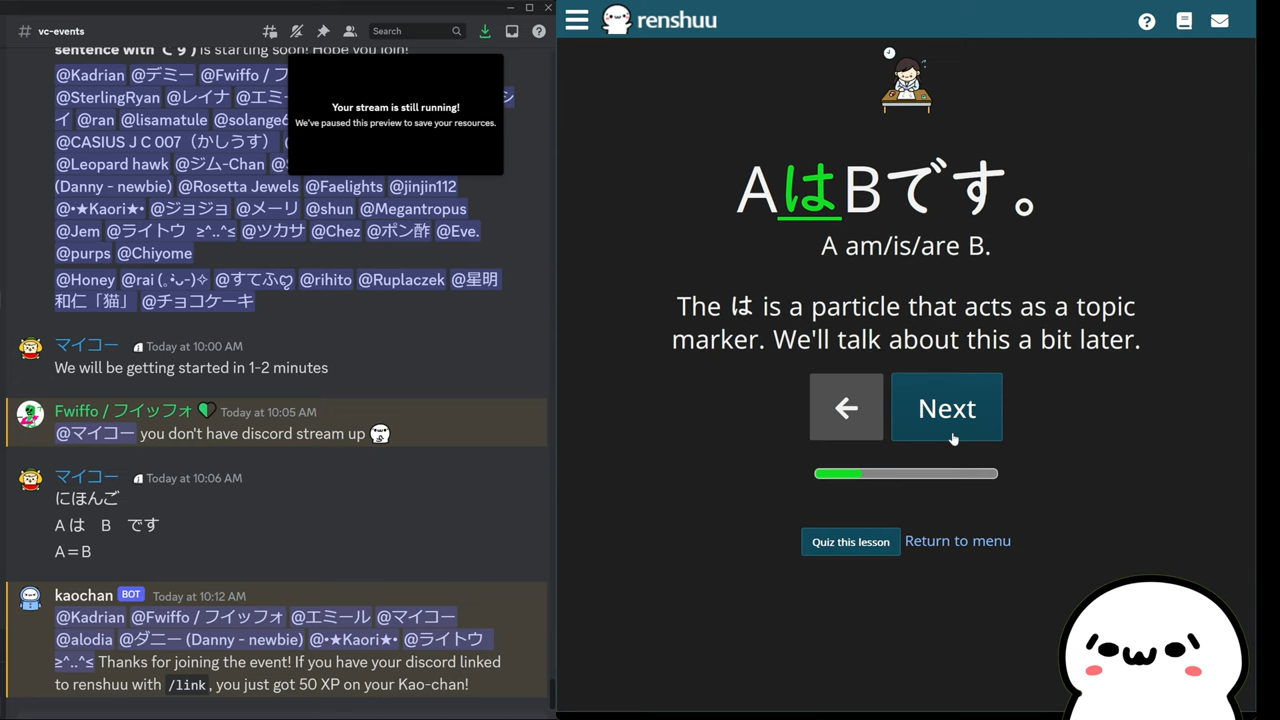 # vc-events
Search
sentence with です) is starting soon! Hope you join!
@Kadrian @デミー @Fwiffo / フ
@SterlingRyan @レイナ @エミー
イ @ran @lisamatule @solange
@CASIUS J C 007（かしうす）
@Leopard hawk @ジム-Chan
(Danny - newbie) @Rosetta Jewels @Faelights @jinjin112
@•★Kaori★• @ジョジョ @メーリ @shun @Megantropus
@Jem @ライトウ ≥^..^≤ @ツカサ @Chez @ポン酢 @Eve.
@purps @Chiyome
@Honey @rai (｡•̀ᴗ-)✧ @すてふღ @rihito @Ruplaczek @星明
和仁「猫」 @チョコケーキ
Your stream is still running!
We've paused this preview to save your resources.
マイコー Today at 10:00 AM
We will be getting started in 1-2 minutes
Fwiffo / フイッフォ Today at 10:05 AM
@マイコー you don't have discord stream up
マイコー Today at 10:06 AM
にほんご
A は B です
A＝B
kaochan BOT Today at 10:12 AM
@Kadrian @Fwiffo / フイッフォ @エミール @マイコー
@alodia @ダニー (Danny - newbie) @•★Kaori★• @ライトウ
≥^..^≤ Thanks for joining the event! If you have your discord linked
to renshuu with /link, you just got 50 XP on your Kao-chan!
renshuu
AはBです。
A am/is/are B.
The は is a particle that acts as a topic
marker. We'll talk about this a bit later.
← Next
Quiz this lesson Return to menu